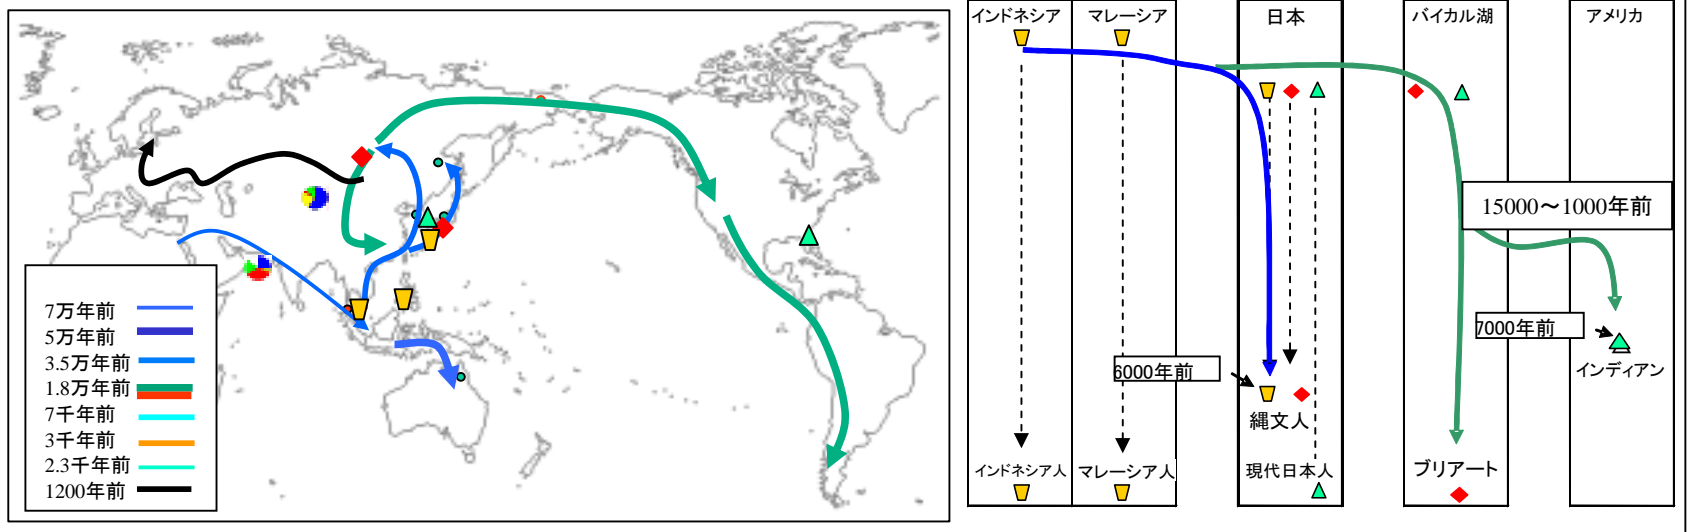 7万年前
5万年前
3.5万年前
1.8万年前
7千年前
3千年前
2.3千年前
1200年前
インドネシア
マレーシア
日本
バイカル湖
アメリカ
15000～1000年前
7000年前
インディアン
6000年前
縄文人
インドネシア人
マレーシア人
現代日本人
ブリアート